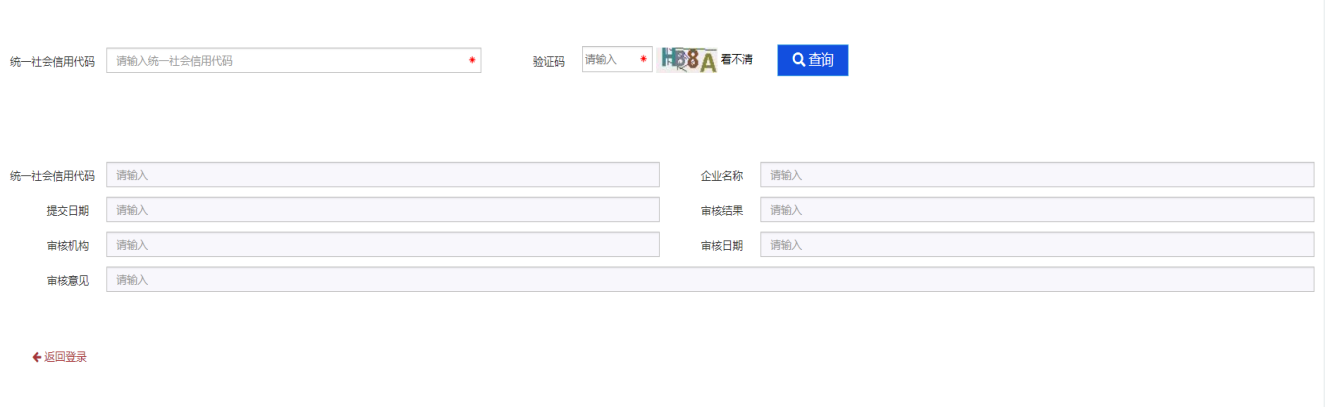 统一社会信用代码 请输入统一社会信用代码 * 验证码 请输入 * H88A 看不清 查询
统一社会信用代码 请输入 企业名称 请输入
提交日期 请输入 审核结果 请输入
审核机构 请输入 审核日期 请输入
审核意见 请输入
返回登录